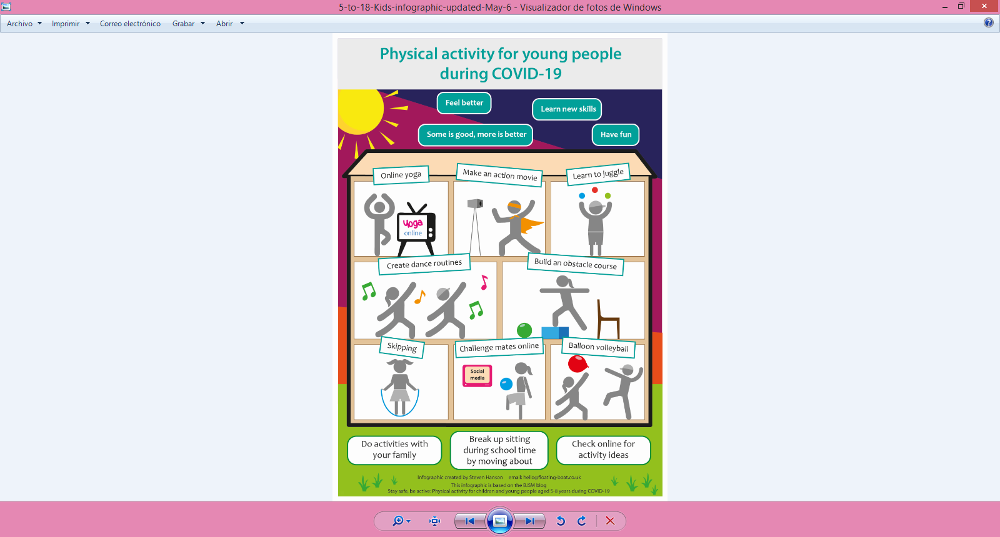 5-to-18-Kids-infographic-updated-May-6 - Visualizador de fotos de Windows
Archivo Imprimir Correo electrónico Grabar Abrir
Physical activity for young people
during COVID-19
Feel better
Learn new skills
Some is good, more is better
Have fun
Online yoga
Make an action movie
Learn to juggle
yoga
online
Create dance routines
Build an obstacle course
Skipping
Challenge mates online
Balloon volleyball
Social
media
Do activities with
your family
Break up sitting
during school time
by moving about
Check online for
activity ideas
Infographic created by Steven Hanson email: hello@floating-boat.co.uk
This infographic is based on the BJSM blog
Stay safe, be active: Physical activity for children and young people aged 5-8 years during COVID-19